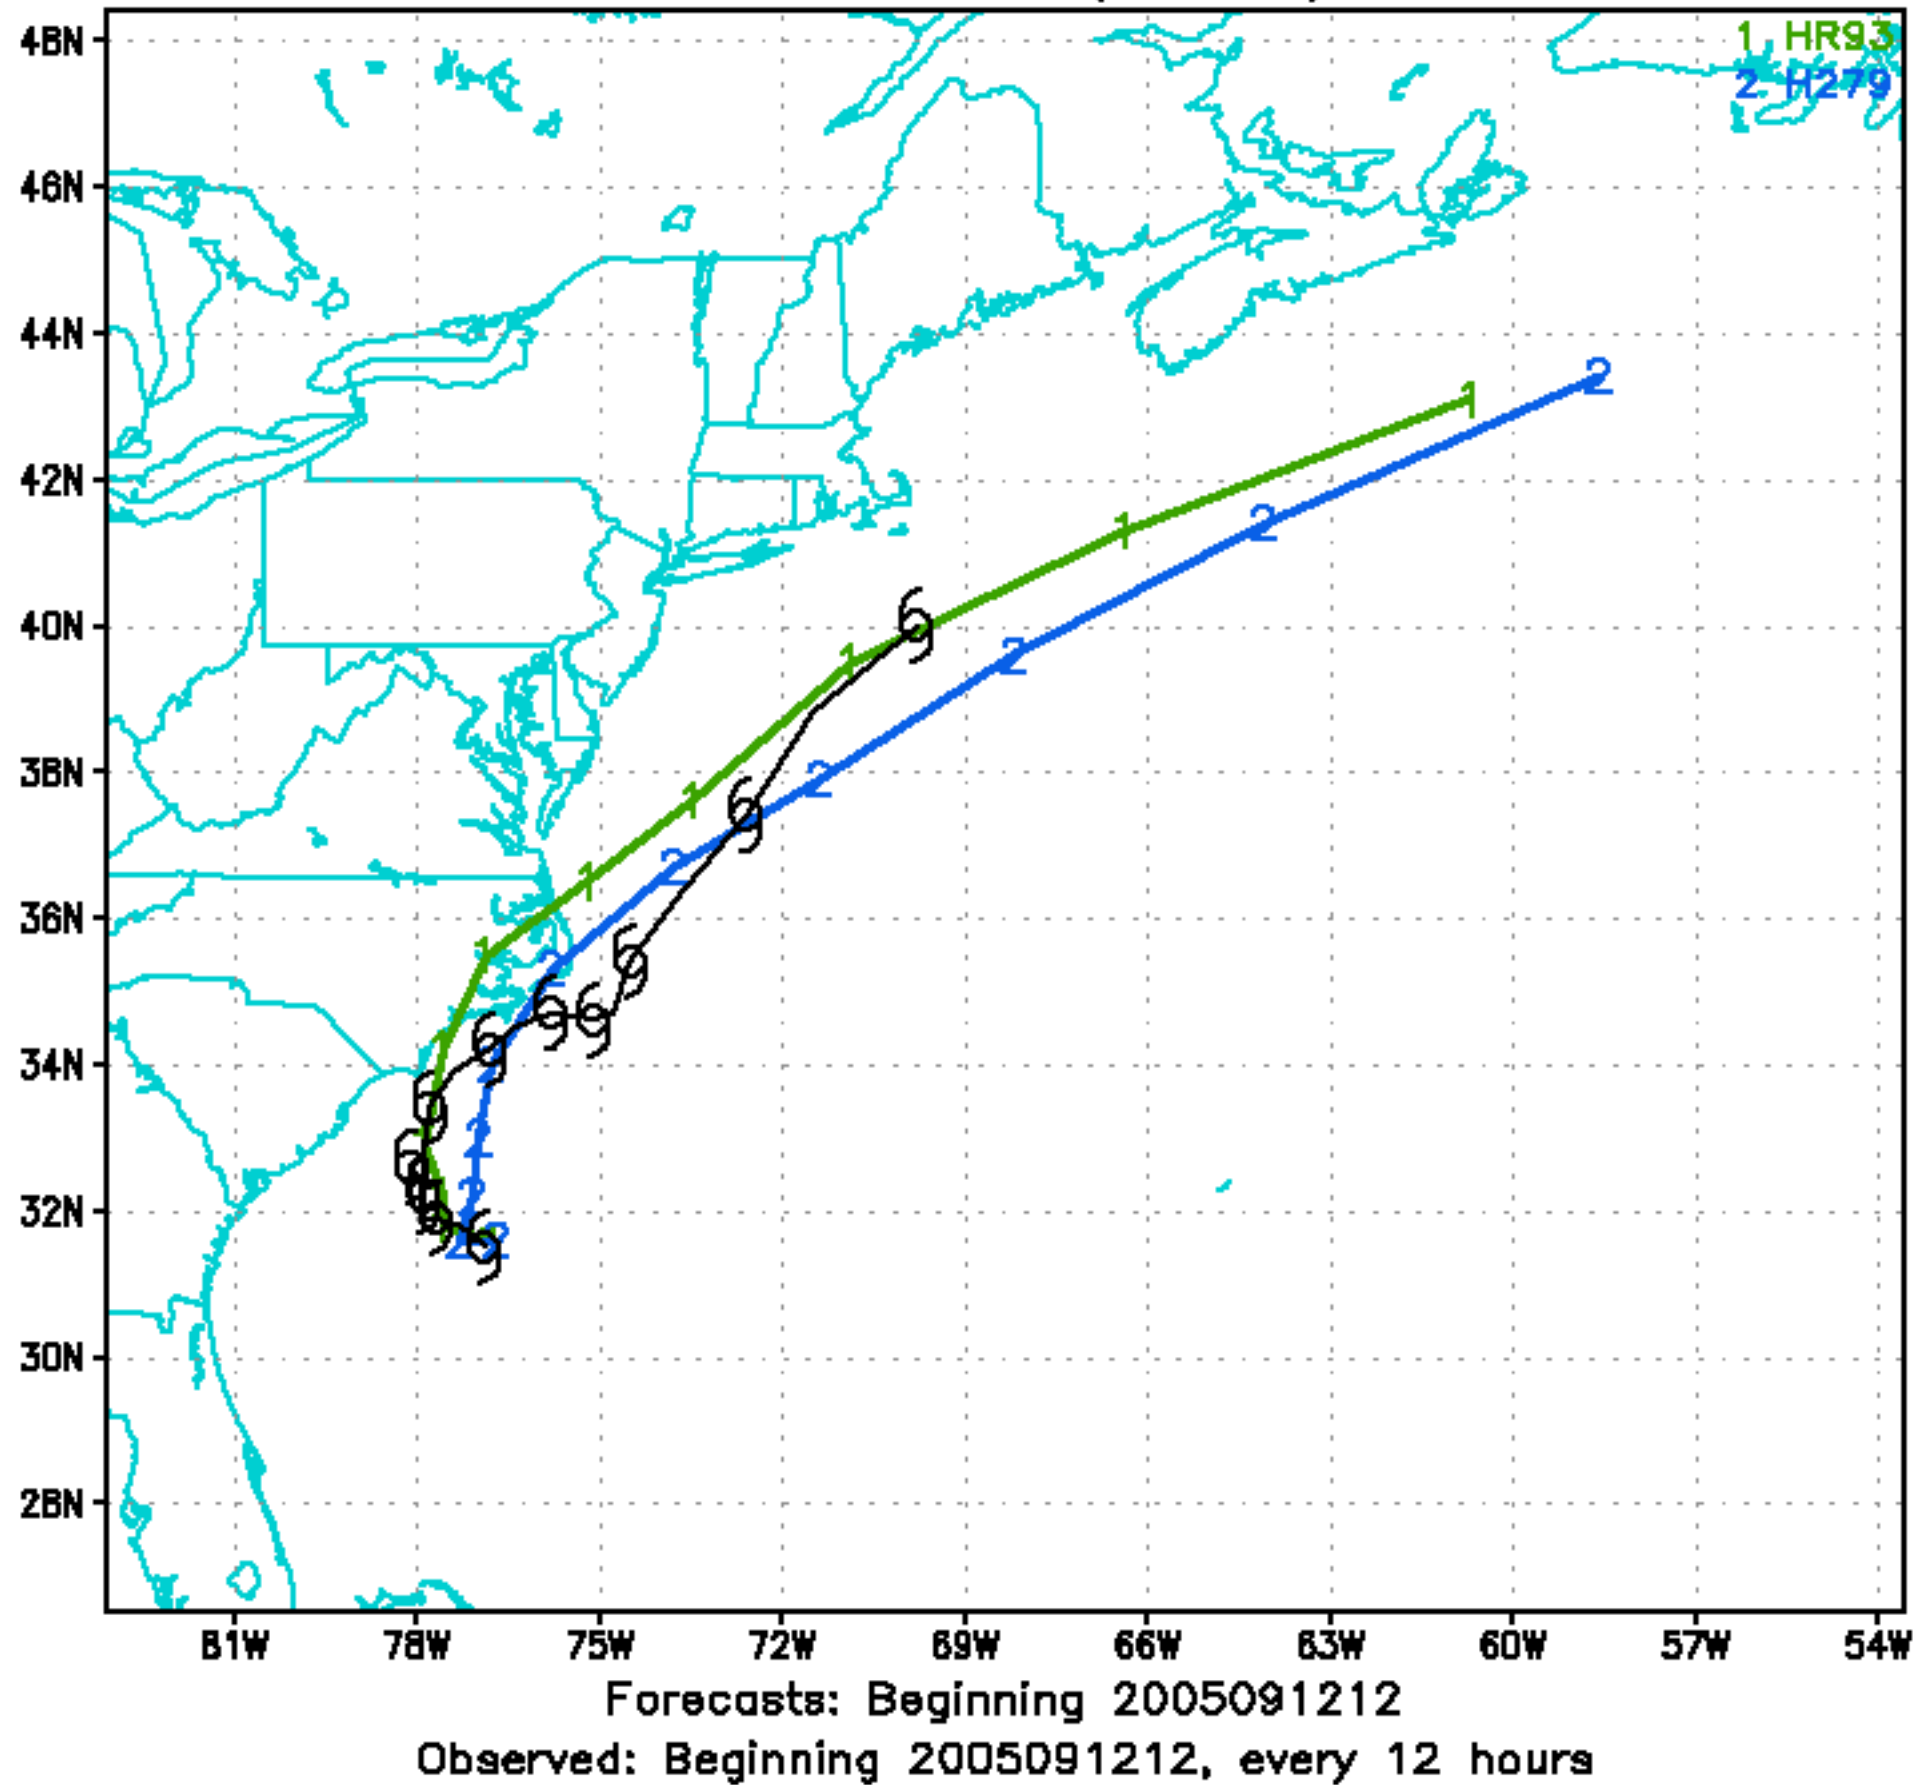 48N
1 HR93
2 H279
46N
44N
42N
40N
38N
36N
34N
32N
30N
28N
81W 78W 75W 72W 69W 66W 63W 60W 57W 54W
Forecasts: Beginning 2005091212
Observed: Beginning 2005091212, every 12 hours